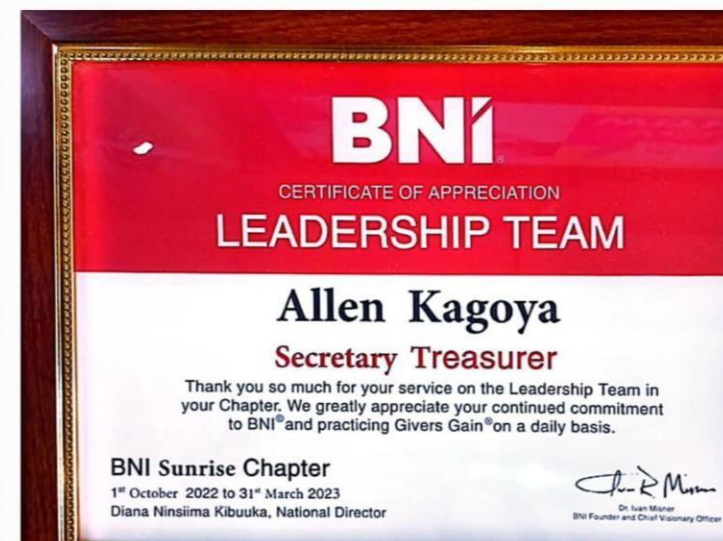 BNI®
CERTIFICATE OF APPRECIATION
LEADERSHIP TEAM
Allen Kagoya
Secretary Treasurer
Thank you so much for your service on the Leadership Team in
your Chapter. We greatly appreciate your continued commitment
to BNI® and practicing Givers Gain® on a daily basis.
BNI Sunrise Chapter
1st October 2022 to 31st March 2023
Diana Ninsiima Kibuuka, National Director
Dr. Ivan Misner
BNI Founder and Chief Visionary Officer